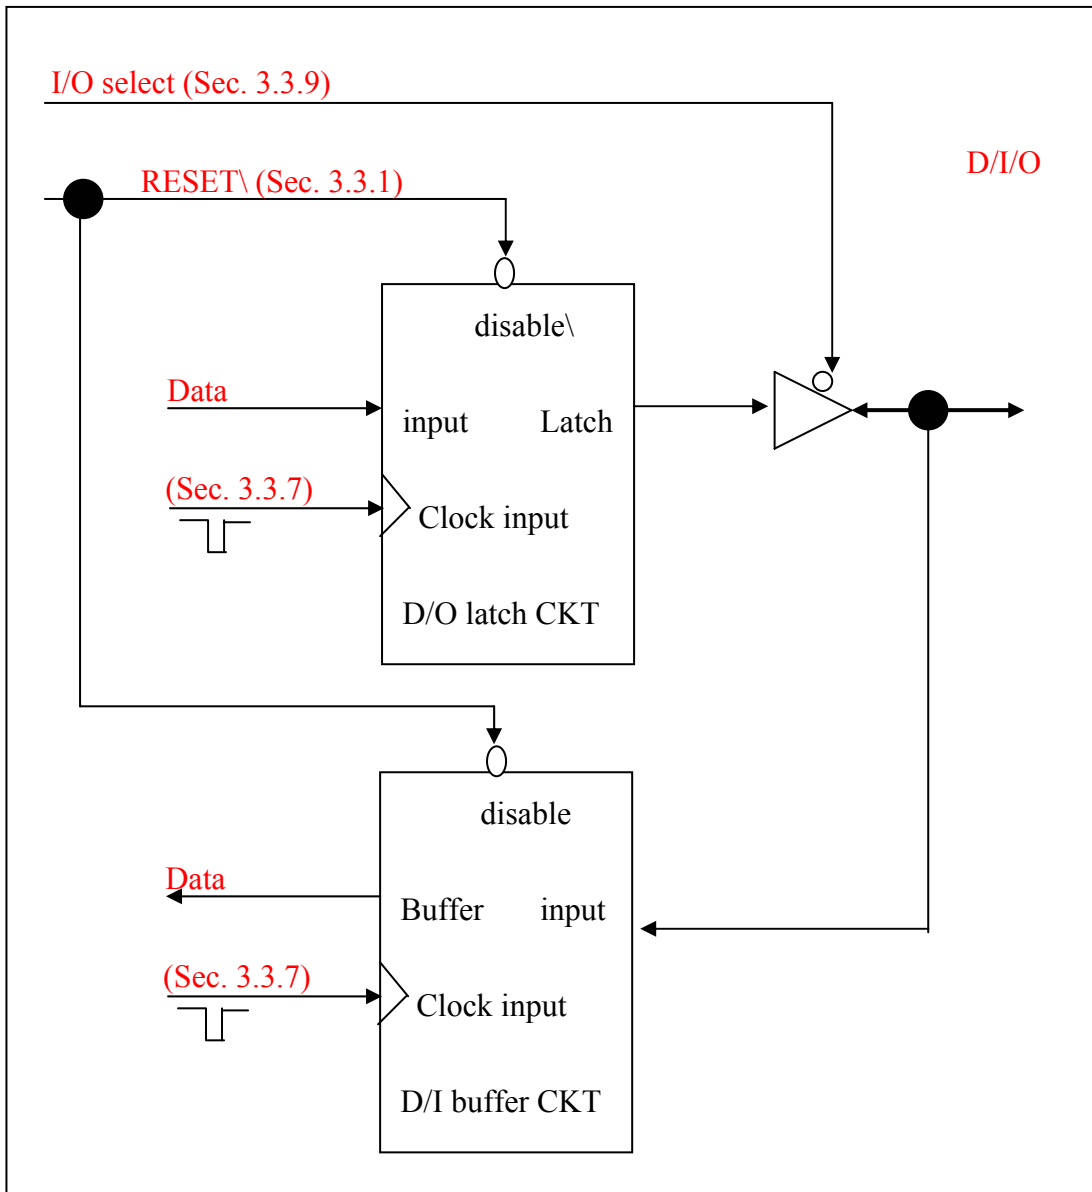 I/O select (Sec. 3.3.9)
D/I/O
RESET\ (Sec. 3.3.1)
disable\
Data
input Latch
(Sec. 3.3.7)
Clock input
D/O latch CKT
disable
Data
Buffer input
(Sec. 3.3.7)
Clock input
D/I buffer CKT